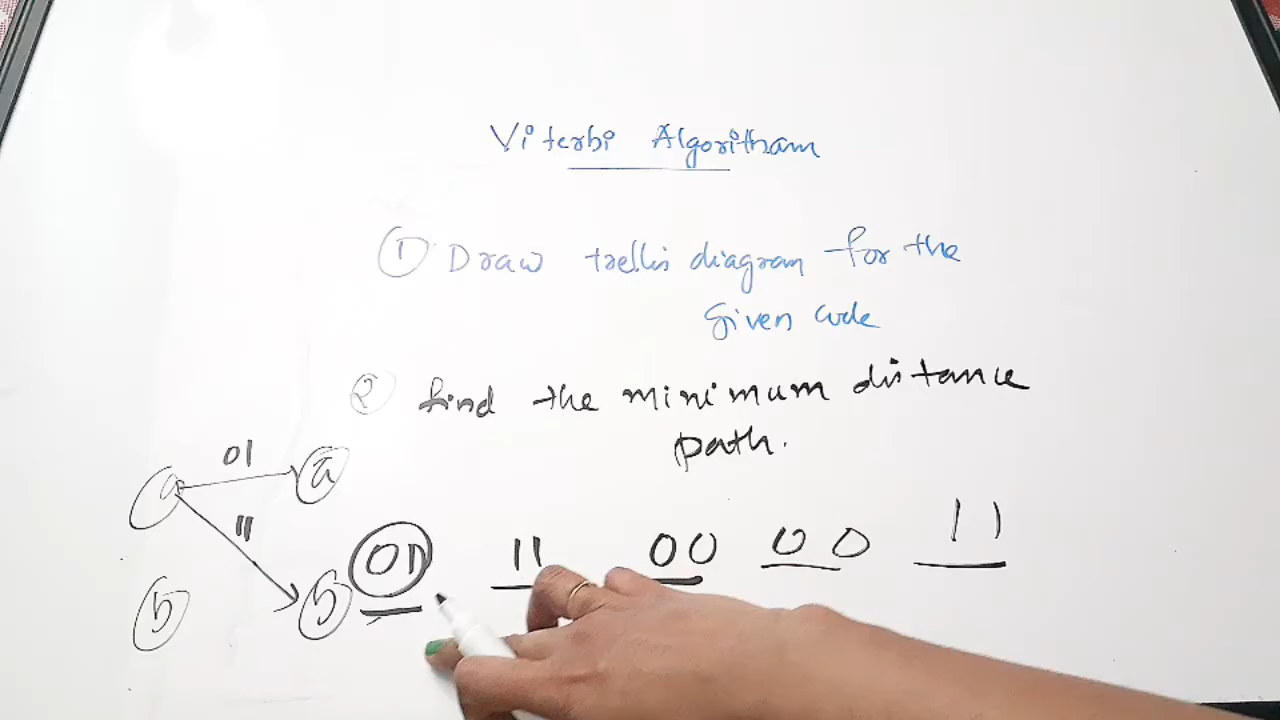 Viterbi Algoritham
① Draw trellis diagram for the
Given code
② find the minimum distance
path.
a 01 a
11
b b
01 11 00 00 11